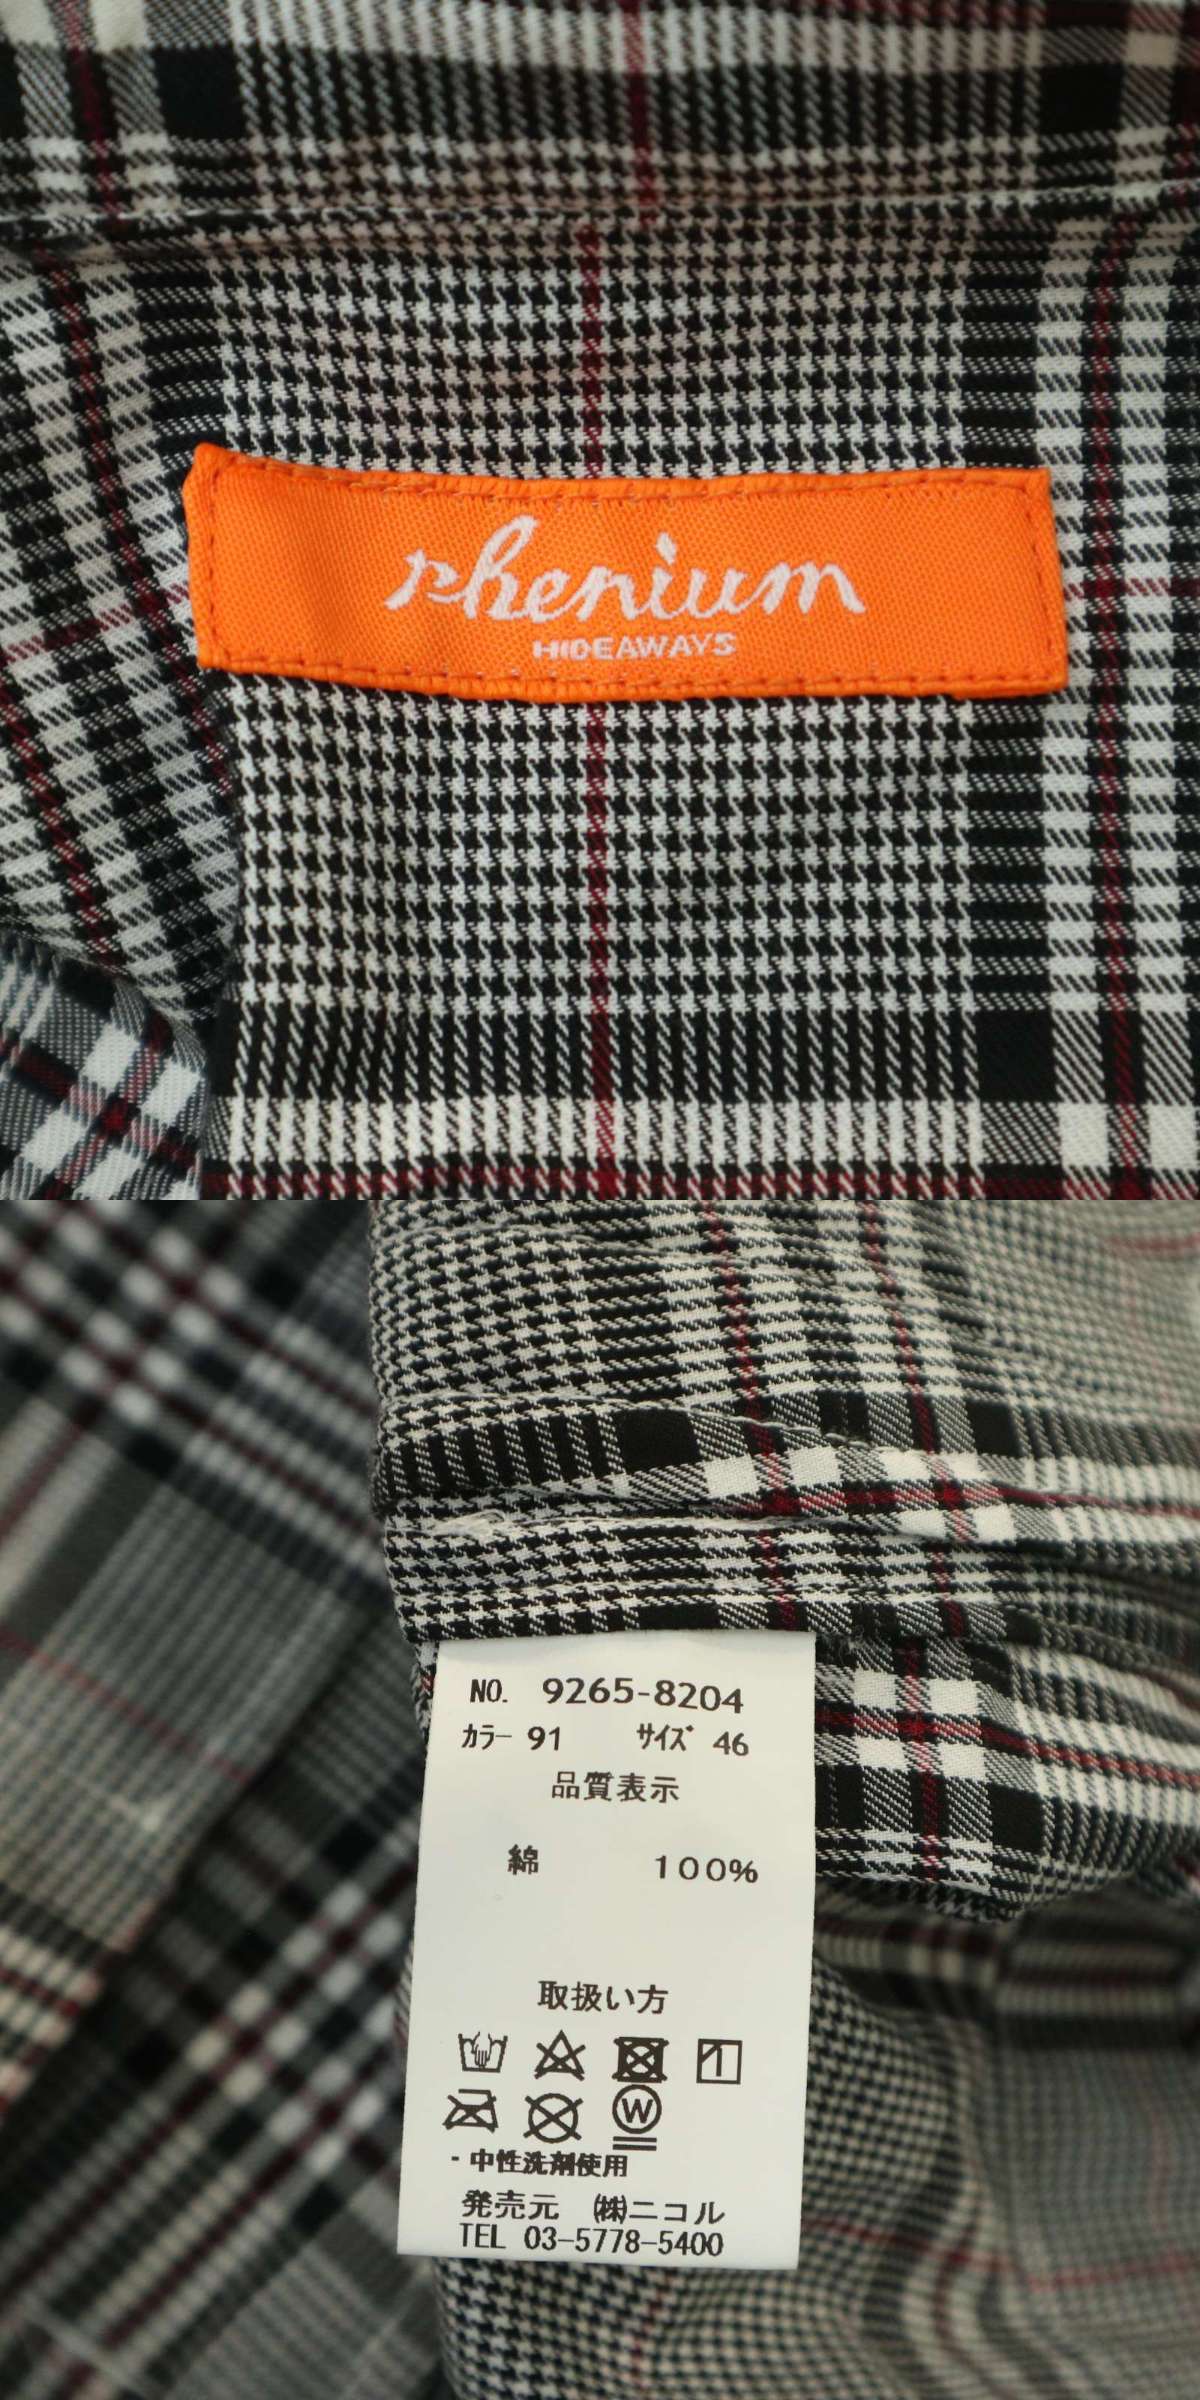 rhenium
HIDEAWAYS
NO. 9265-8204
カラー 91 サイズ 46
品質表示
綿 100%
取扱い方
W
・中性洗剤使用
発売元 ㈱ニコル
TEL 03-5778-5400